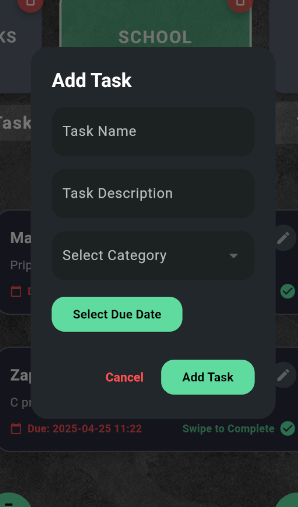 KS
SCHOOL
Add Task
Task
Task Name
Task Description
Ma
Select Category
Prip
Select Due Date
Zap
Cancel
Add Task
C pr
Due: 2025-04-25 11:22
Swipe to Complete